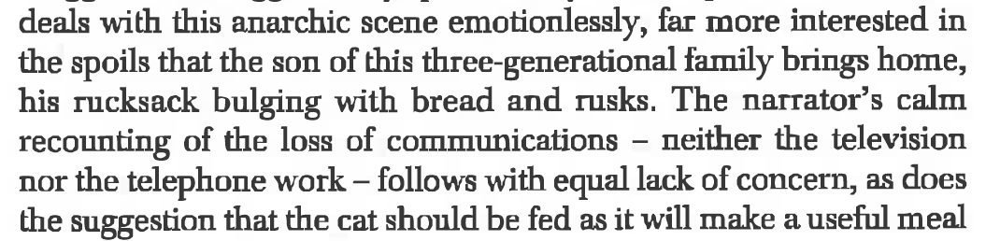 deals with this anarchic scene emotionlessly, far more interested in
the spoils that the son of this three-generational family brings home,
his rucksack bulging with bread and rusks. The narrator's calm
recounting of the loss of communications – neither the television
nor the telephone work – follows with equal lack of concern, as does
the suggestion that the cat should be fed as it will make a useful meal